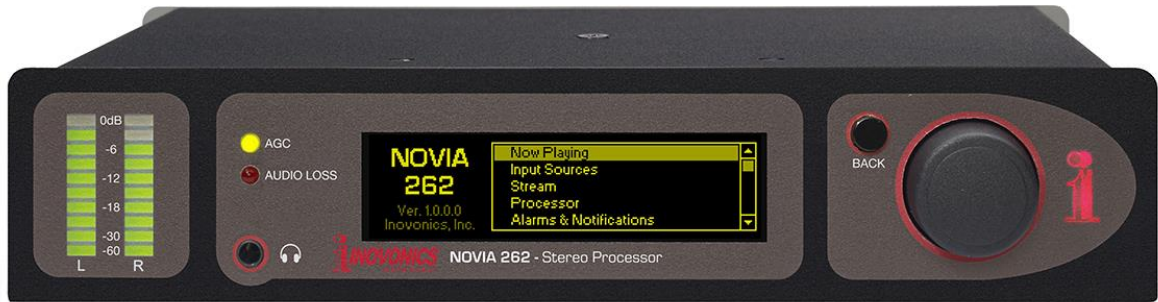 0dB
-6
-12
-18
-30
-60
L R
AGC
AUDIO LOSS
NOVIA
262
Ver. 1.0.0.0
Inovonics, Inc.
Now Playing
Input Sources
Stream
Processor
Alarms & Notifications
INOVONICS NOVIA 262 - Stereo Processor
BACK
i